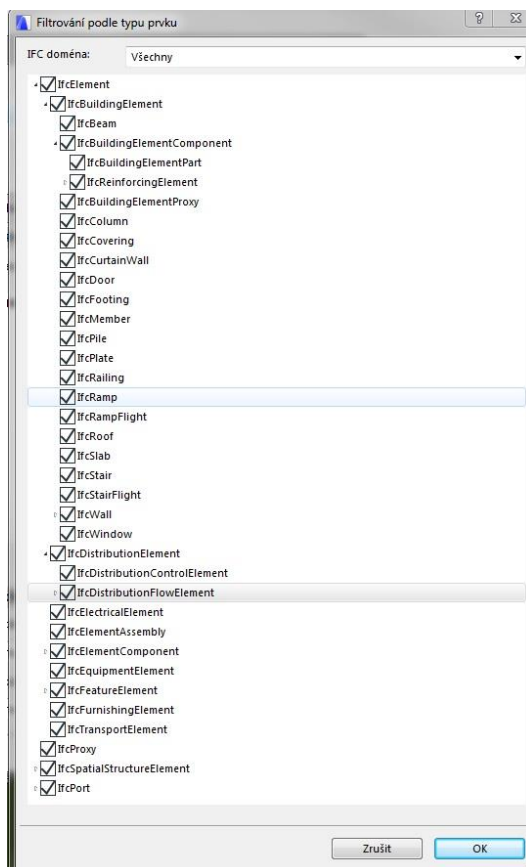 Filtrování podle typu prvku
IFC doména: Všechny
IfcElement
IfcBuildingElement
IfcBeam
IfcBuildingElementComponent
IfcBuildingElementPart
IfcReinforcingElement
IfcBuildingElementProxy
IfcColumn
IfcCovering
IfcCurtainWall
IfcDoor
IfcFooting
IfcMember
IfcPile
IfcPlate
IfcRailing
IfcRamp
IfcRampFlight
IfcRoof
IfcSlab
IfcStair
IfcStairFlight
IfcWall
IfcWindow
IfcDistributionElement
IfcDistributionControlElement
IfcDistributionFlowElement
IfcElectricalElement
IfcElementAssembly
IfcElementComponent
IfcEquipmentElement
IfcFeatureElement
IfcFurnishingElement
IfcTransportElement
IfcProxy
IfcSpatialStructureElement
IfcPort
Zrušit OK